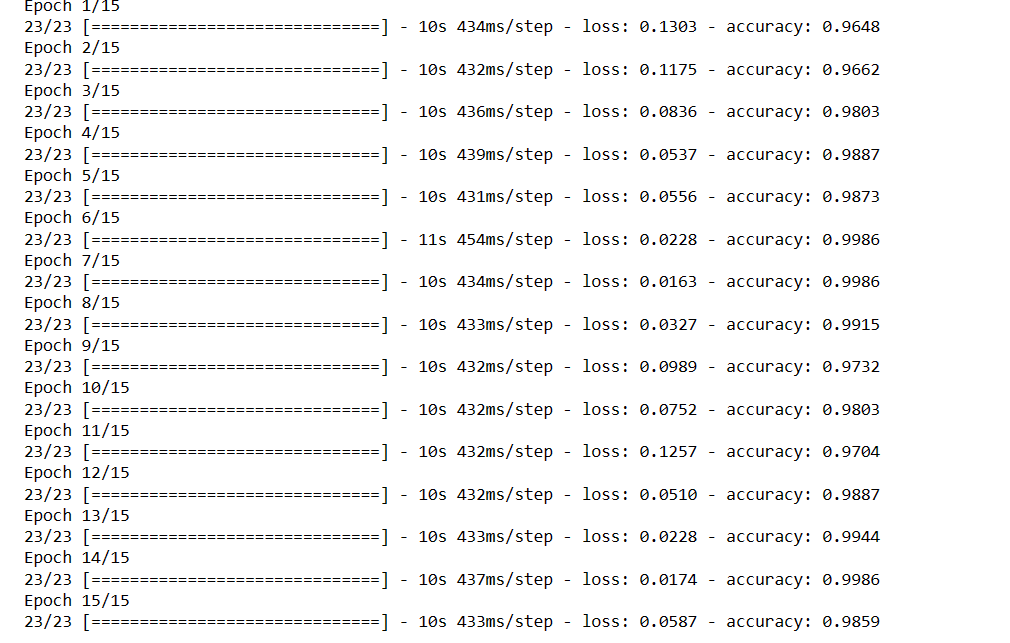 Epoch 1/15
23/23 [==============================] - 10s 434ms/step - loss: 0.1303 - accuracy: 0.9648
Epoch 2/15
23/23 [==============================] - 10s 432ms/step - loss: 0.1175 - accuracy: 0.9662
Epoch 3/15
23/23 [==============================] - 10s 436ms/step - loss: 0.0836 - accuracy: 0.9803
Epoch 4/15
23/23 [==============================] - 10s 439ms/step - loss: 0.0537 - accuracy: 0.9887
Epoch 5/15
23/23 [==============================] - 10s 431ms/step - loss: 0.0556 - accuracy: 0.9873
Epoch 6/15
23/23 [==============================] - 11s 454ms/step - loss: 0.0228 - accuracy: 0.9986
Epoch 7/15
23/23 [==============================] - 10s 434ms/step - loss: 0.0163 - accuracy: 0.9986
Epoch 8/15
23/23 [==============================] - 10s 433ms/step - loss: 0.0327 - accuracy: 0.9915
Epoch 9/15
23/23 [==============================] - 10s 432ms/step - loss: 0.0989 - accuracy: 0.9732
Epoch 10/15
23/23 [==============================] - 10s 432ms/step - loss: 0.0752 - accuracy: 0.9803
Epoch 11/15
23/23 [==============================] - 10s 432ms/step - loss: 0.1257 - accuracy: 0.9704
Epoch 12/15
23/23 [==============================] - 10s 432ms/step - loss: 0.0510 - accuracy: 0.9887
Epoch 13/15
23/23 [==============================] - 10s 433ms/step - loss: 0.0228 - accuracy: 0.9944
Epoch 14/15
23/23 [==============================] - 10s 437ms/step - loss: 0.0174 - accuracy: 0.9986
Epoch 15/15
23/23 [==============================] - 10s 433ms/step - loss: 0.0587 - accuracy: 0.9859